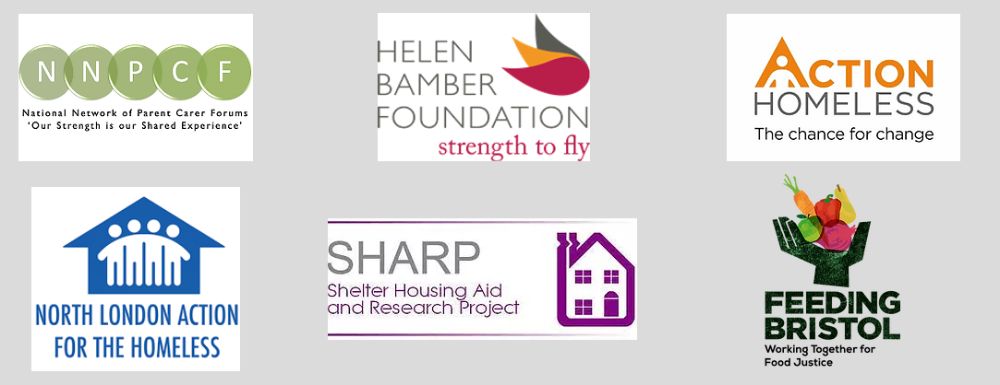 NNPCF
National Network of Parent Carer Forums
'Our Strength is our Shared Experience'
HELEN
BAMBER
FOUNDATION
strength to fly
ACTION
HOMELESS
The chance for change
NORTH LONDON ACTION
FOR THE HOMELESS
SHARP
Shelter Housing Aid
and Research Project
FEEDING
BRISTOL
Working Together for
Food Justice